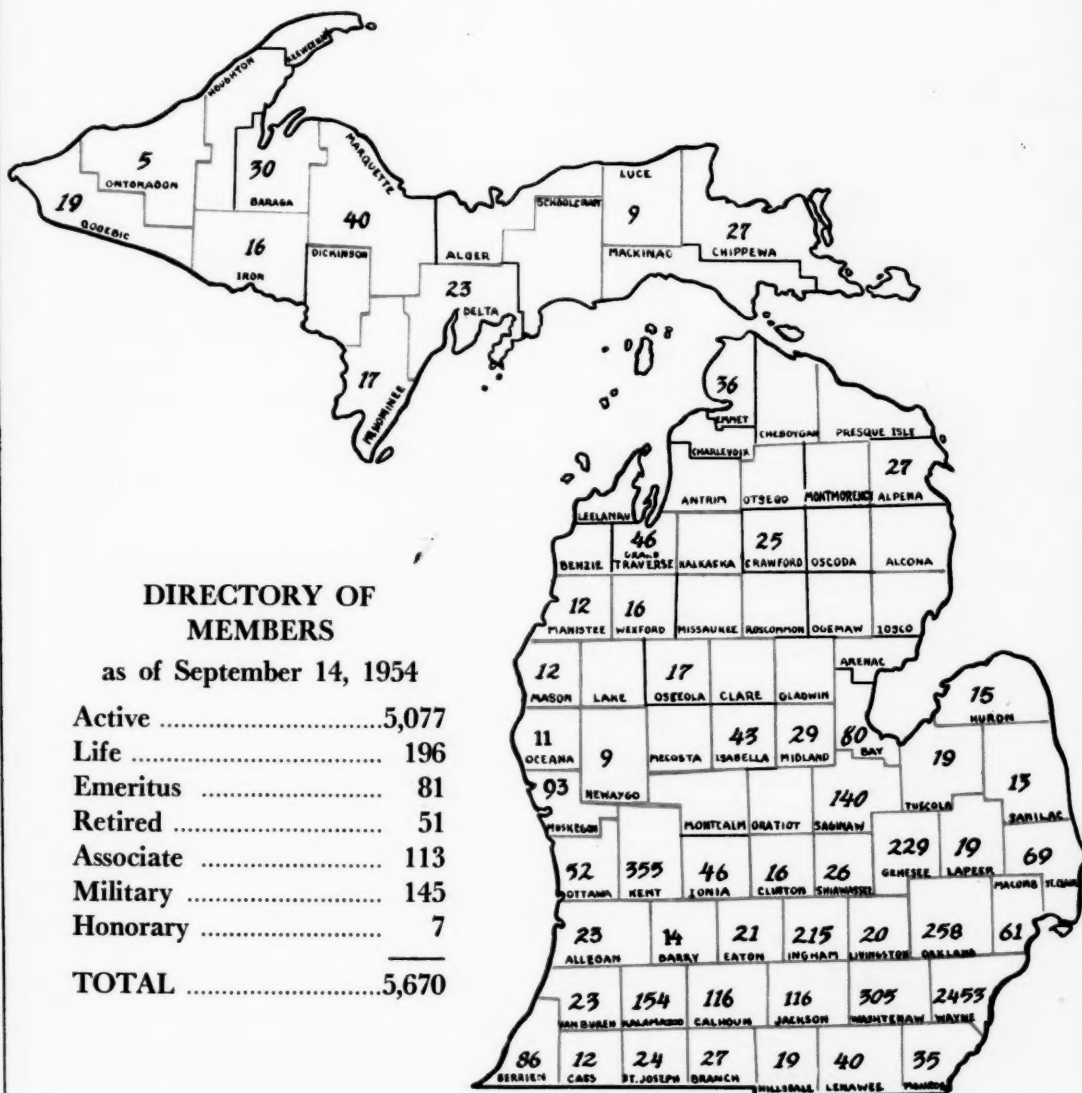 KEWEENAW
HOUGHTON
5
ONTONAGON
30
BARAGA
MARQUETTE
40
19
GOGEBIC
16
IRON
DICKINSON
ALGER
SCHOOLCRAFT
LUCE
9
MACKINAC
27
CHIPPEWA
23
DELTA
17
MENOMINEE
8
36
EMMET
CHEBOYGAN
PRESQUE ISLE
CHARLEVOIX
27
ANTRIM
OTSEGO
MONTMORENCY
ALPENA
LEELANAU
46
25
BENZIE
GRAND
TRAVERSE
KALKASKA
CRAWFORD
OSCODA
ALCONA
12
16
MANISTEE
WEXFORD
MISSAUKEE
ROSCOMMON
OGEMAW
IOSCO
ARENAC
12
17
MASON
LAKE
OSCEOLA
CLARE
GLADWIN
15
HURON
11
9
43
29
80
OCEANA
NEWAYGO
MECOSTA
ISABELLA
MIDLAND
BAY
19
TUSCOLA
13
SANILAC
93
MUSKEGON
MONTCALM
GRATIOT
140
SAGINAW
52
355
46
16
26
229
19
69
OTTAWA
KENT
IONIA
CLINTON
SHIAWASSEE
GENESEE
LAPEER
MACOMB
ST. CLAIR
23
14
21
215
20
258
61
ALLEGAN
BARRY
EATON
INGHAM
LIVINGSTON
OAKLAND
23
154
116
116
305
2453
VAN BUREN
KALAMAZOO
CALHOUN
JACKSON
WASHTENAW
WAYNE
86
12
24
27
19
40
35
BERRIEN
CASS
ST. JOSEPH
BRANCH
HILLSDALE
LENAWEE
MONROE
DIRECTORY OF
MEMBERS
as of September 14, 1954
Active ..............................5,077
Life .................................. 196
Emeritus ........................ 81
Retired ............................ 51
Associate ........................ 113
Military .......................... 145
Honorary ........................ 7
TOTAL ..........................5,670